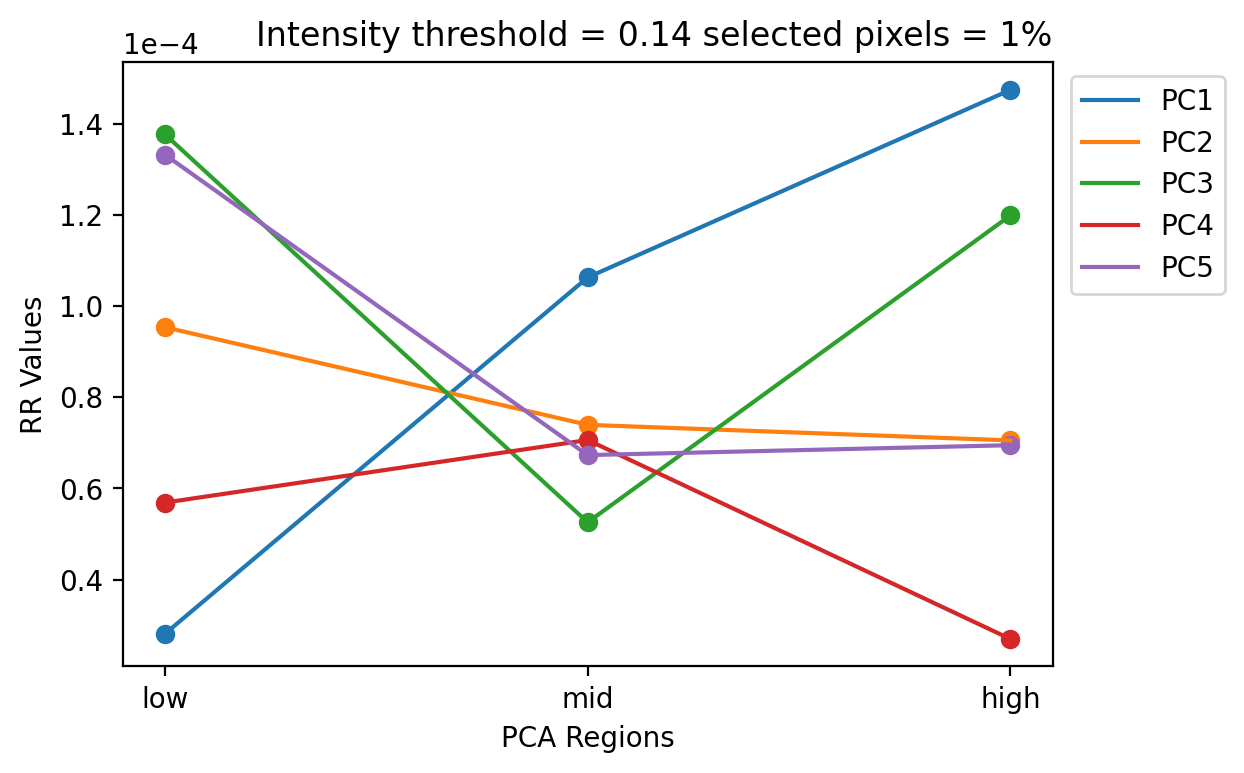 Intensity threshold = 0.14 selected pixels = 1%
1e−4
1.4
1.2
1.0
0.8
0.6
0.4
RR Values
low
mid
high
PCA Regions
PC1
PC2
PC3
PC4
PC5